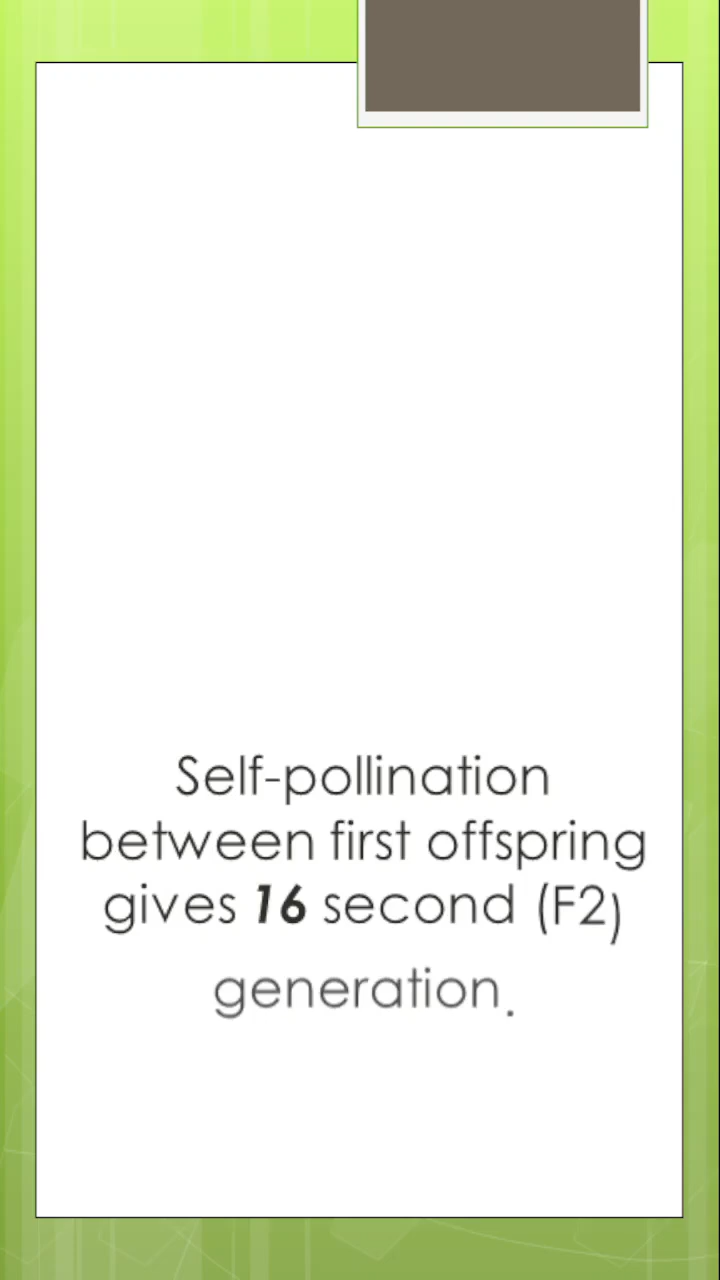 Self-pollination
between first offspring
gives 16 second (F2)
generation.